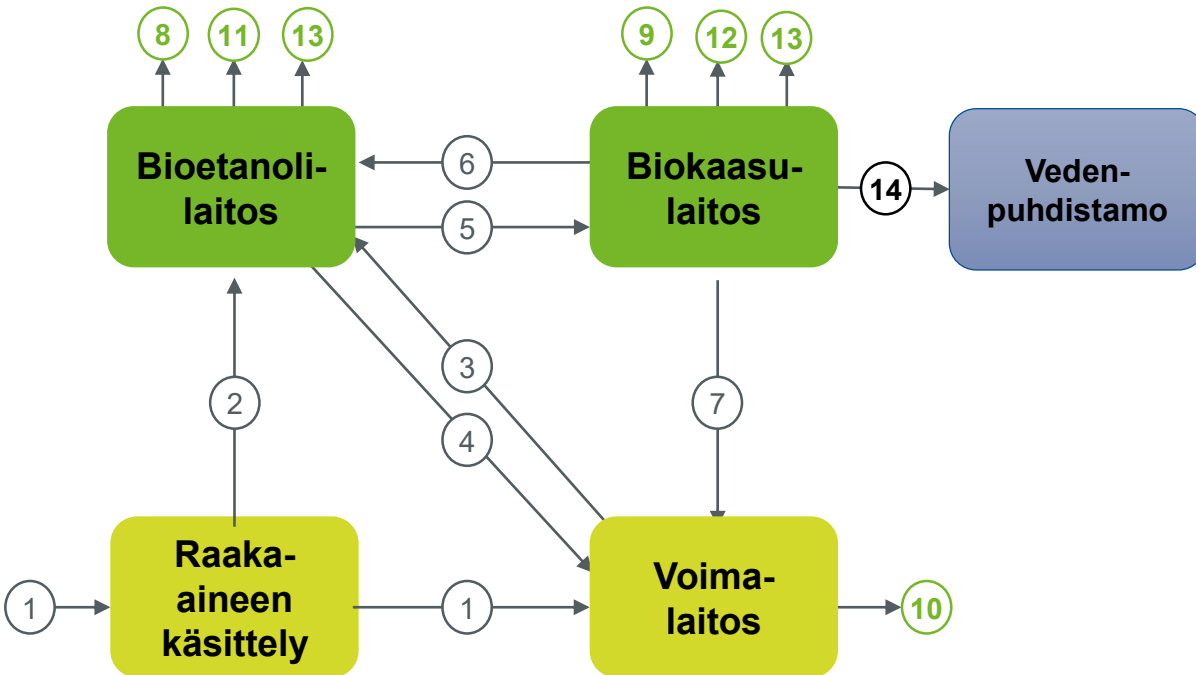 8
11
13
9
12
13
Bioetanoli-
laitos
6
5
Biokaasu-
laitos
14
Veden-
puhdistamo
3
4
2
7
1
Raaka-
aineen
käsittely
1
Voima-
laitos
10